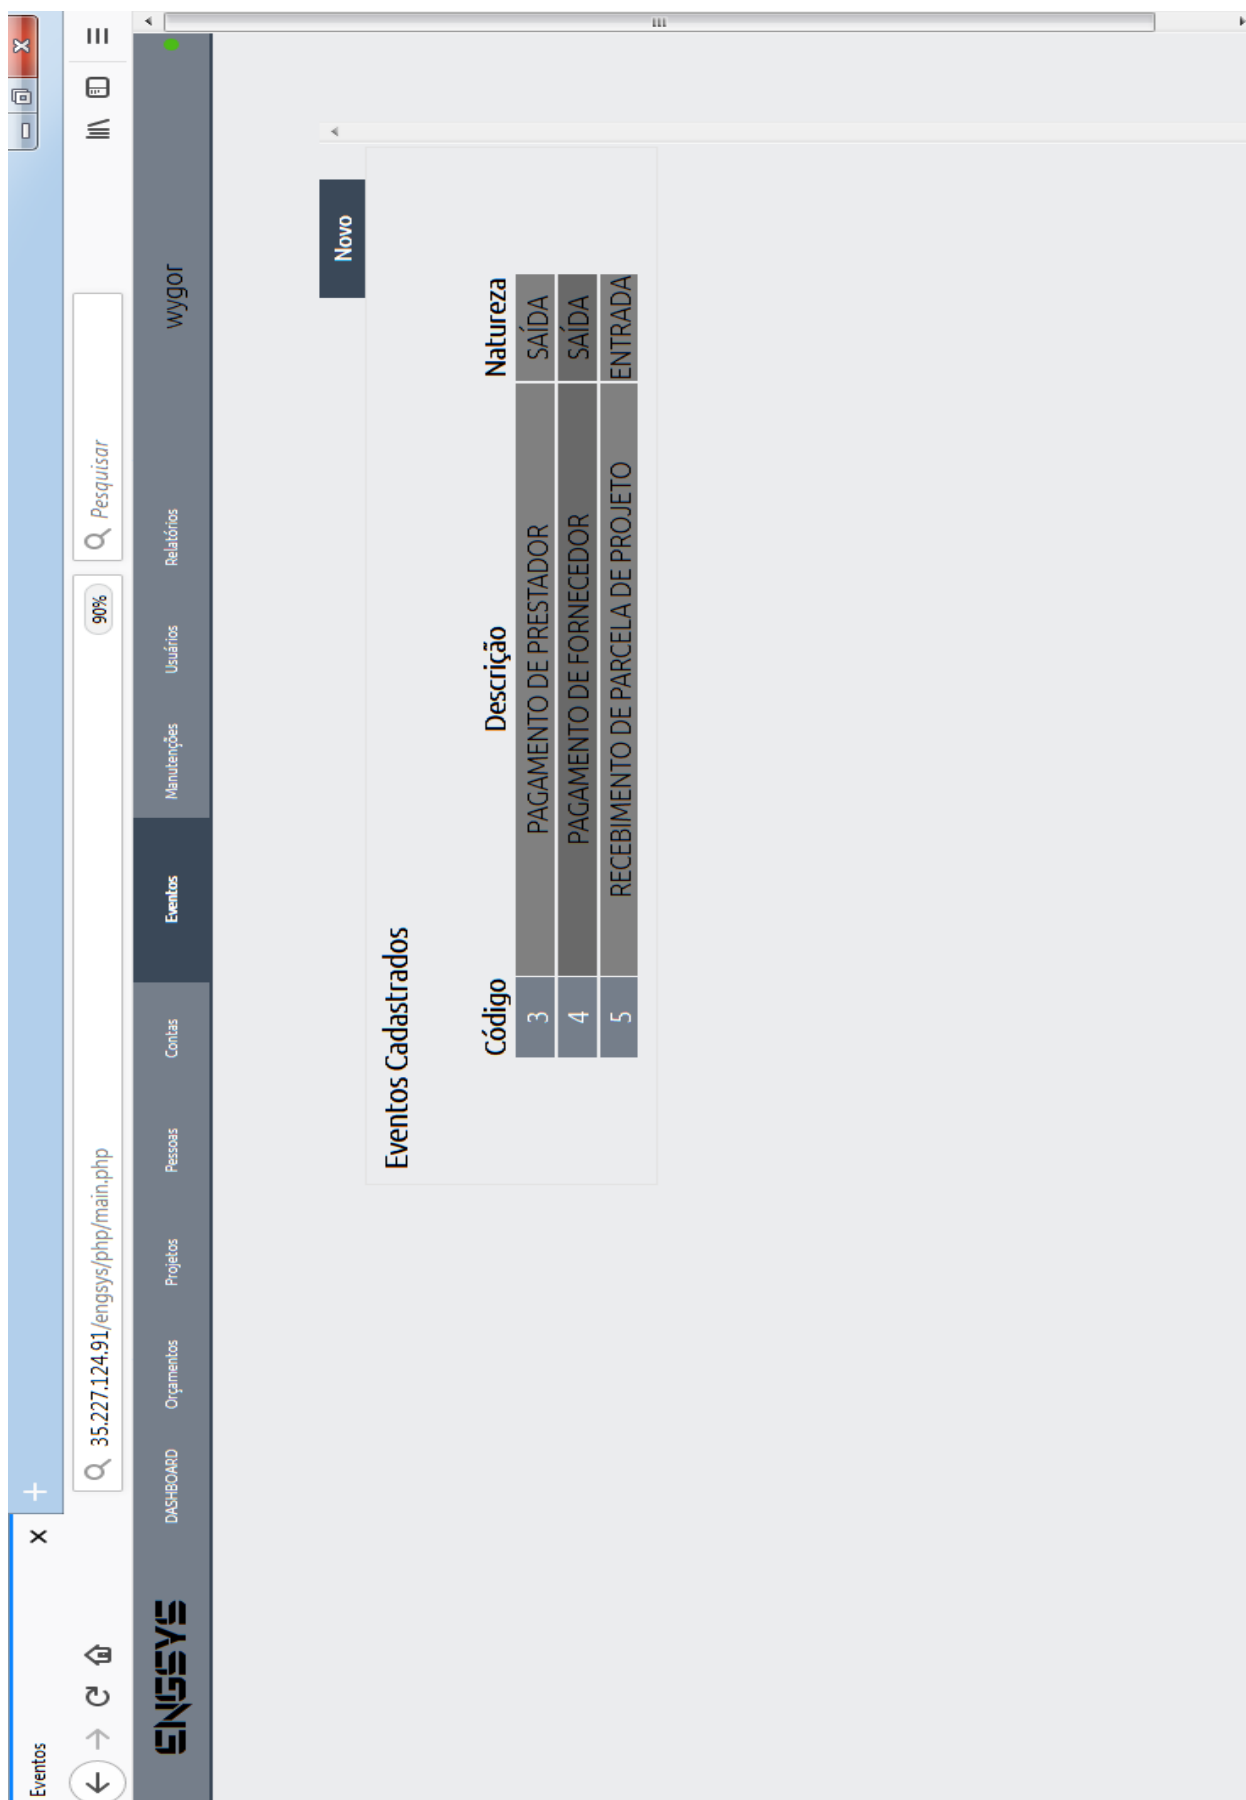 Eventos
35.227.124.91/engsys/php/main.php
90%
Pesquisar
ENGSYS
DASHBOARD
Orçamentos
Projetos
Pessoas
Contas
Eventos
Manutenções
Usuários
Relatórios
wygor
Novo
Eventos Cadastrados
Código Descrição Natureza
3 PAGAMENTO DE PRESTADOR SAÍDA
4 PAGAMENTO DE FORNECEDOR SAÍDA
5 RECEBIMENTO DE PARCELA DE PROJETO ENTRADA